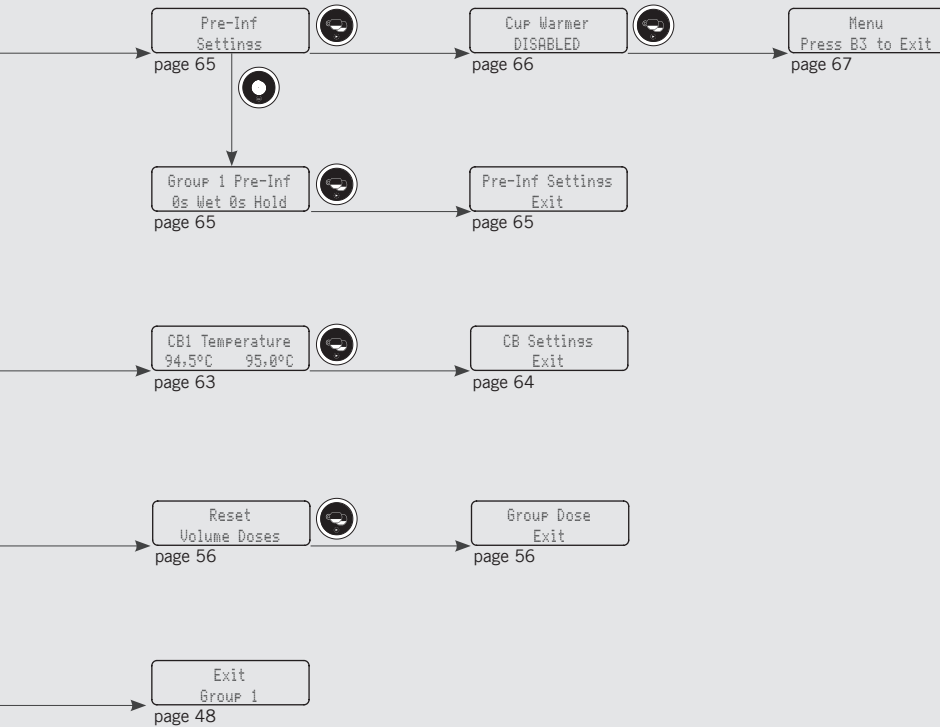 Pre-Inf
Settings
page 65
Cup Warmer
DISABLED
page 66
Menu
Press B3 to Exit
page 67
Group 1 Pre-Inf
0s Wet 0s Hold
page 65
Pre-Inf Settings
Exit
page 65
CB1 Temperature
94,5°C 95,0°C
page 63
CB Settings
Exit
page 64
Reset
Volume Doses
page 56
Group Dose
Exit
page 56
Exit
Group 1
page 48